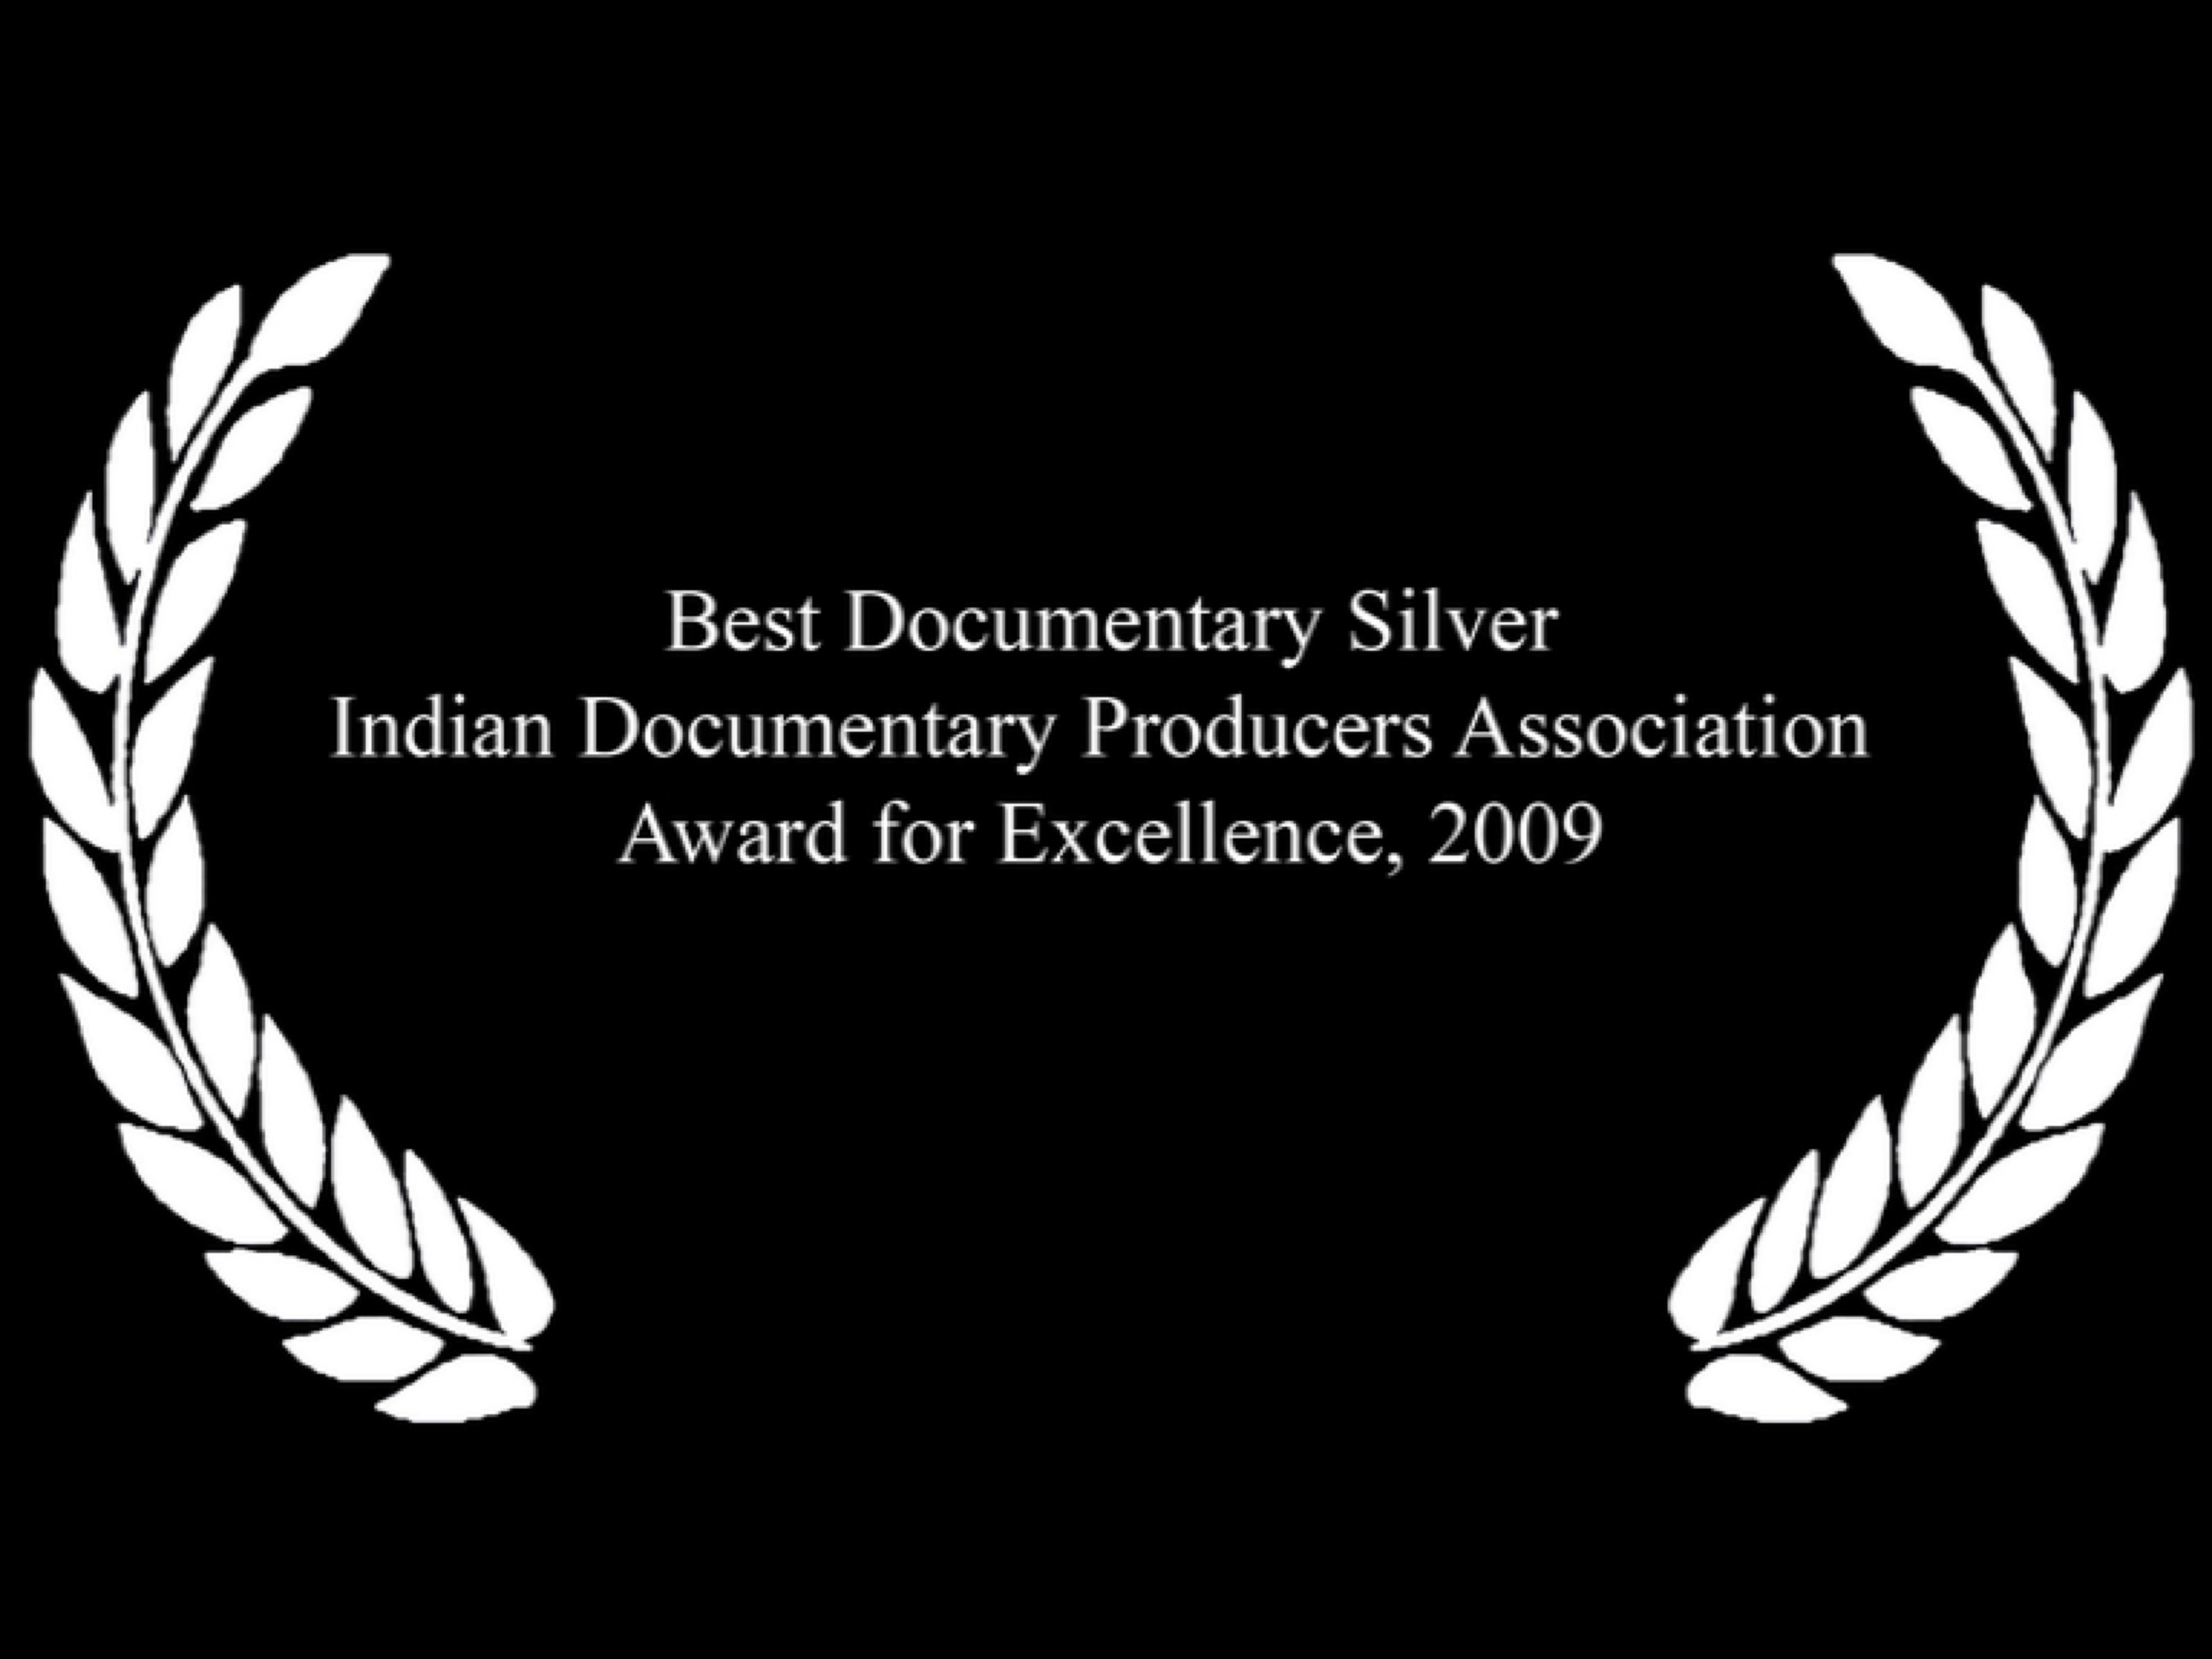 Best Documentary Silver
Indian Documentary Producers Association
Award for Excellence, 2009